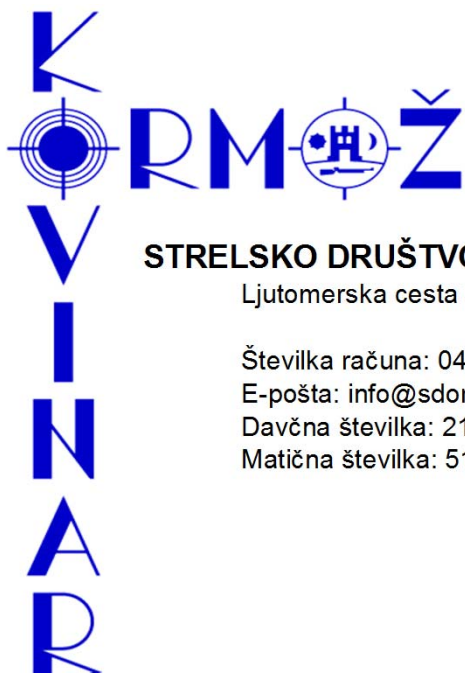 KOVINAR
ORMOŽ
STRELSKO DRUŠTVO
Ljutomerska cesta
Številka računa: 04
E-pošta: info@sdor
Davčna številka: 21
Matična številka: 51